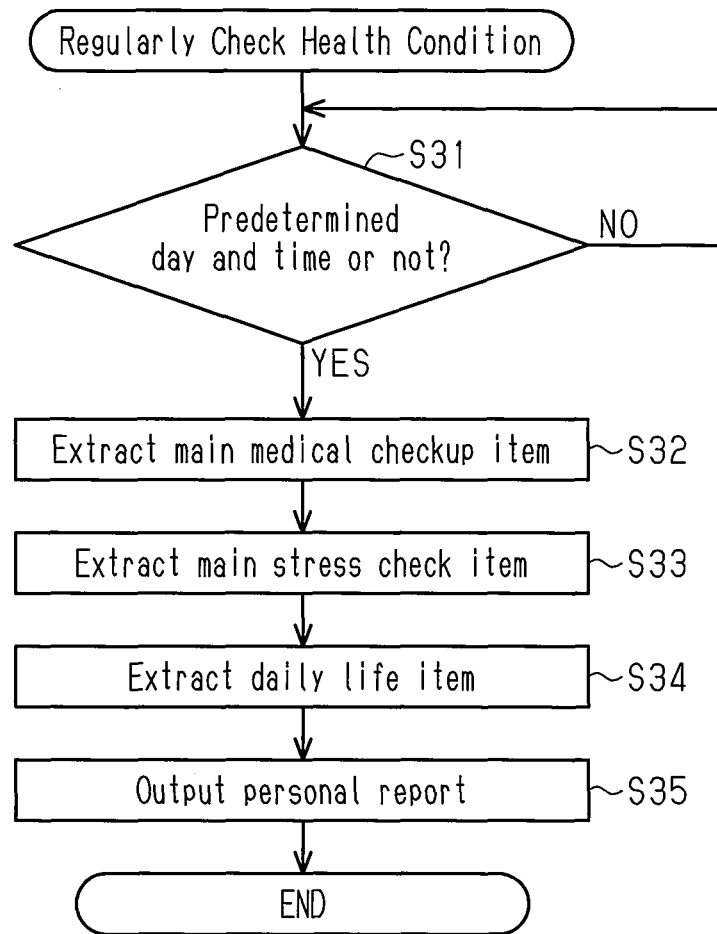 Regularly Check Health Condition
S31
Predetermined
day and time or not?
NO
YES
Extract main medical checkup item
S32
Extract main stress check item
S33
Extract daily life item
S34
Output personal report
S35
END